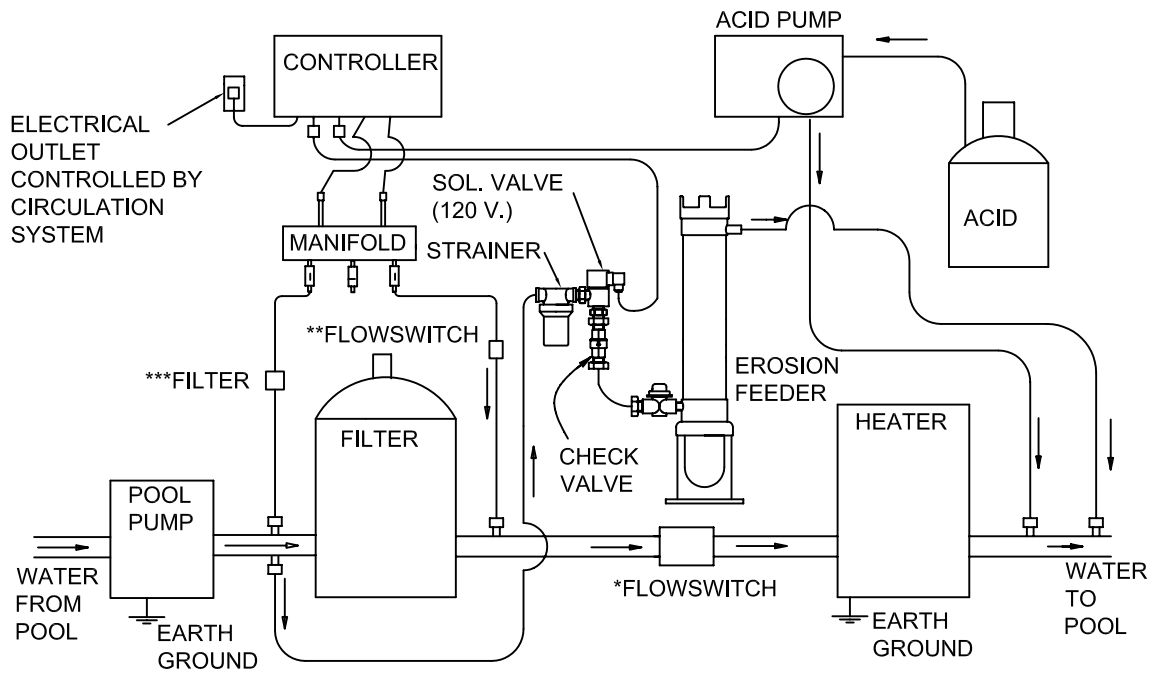 ACID PUMP
CONTROLLER
ELECTRICAL
OUTLET
CONTROLLED BY
CIRCULATION
SYSTEM
SOL. VALVE
(120 V.)
ACID
MANIFOLD
STRAINER
**FLOWSWITCH
***FILTER
EROSION
FEEDER
FILTER
HEATER
CHECK
VALVE
POOL
PUMP
WATER
FROM
POOL
*FLOWSWITCH
WATER
TO
POOL
EARTH
GROUND
EARTH
GROUND